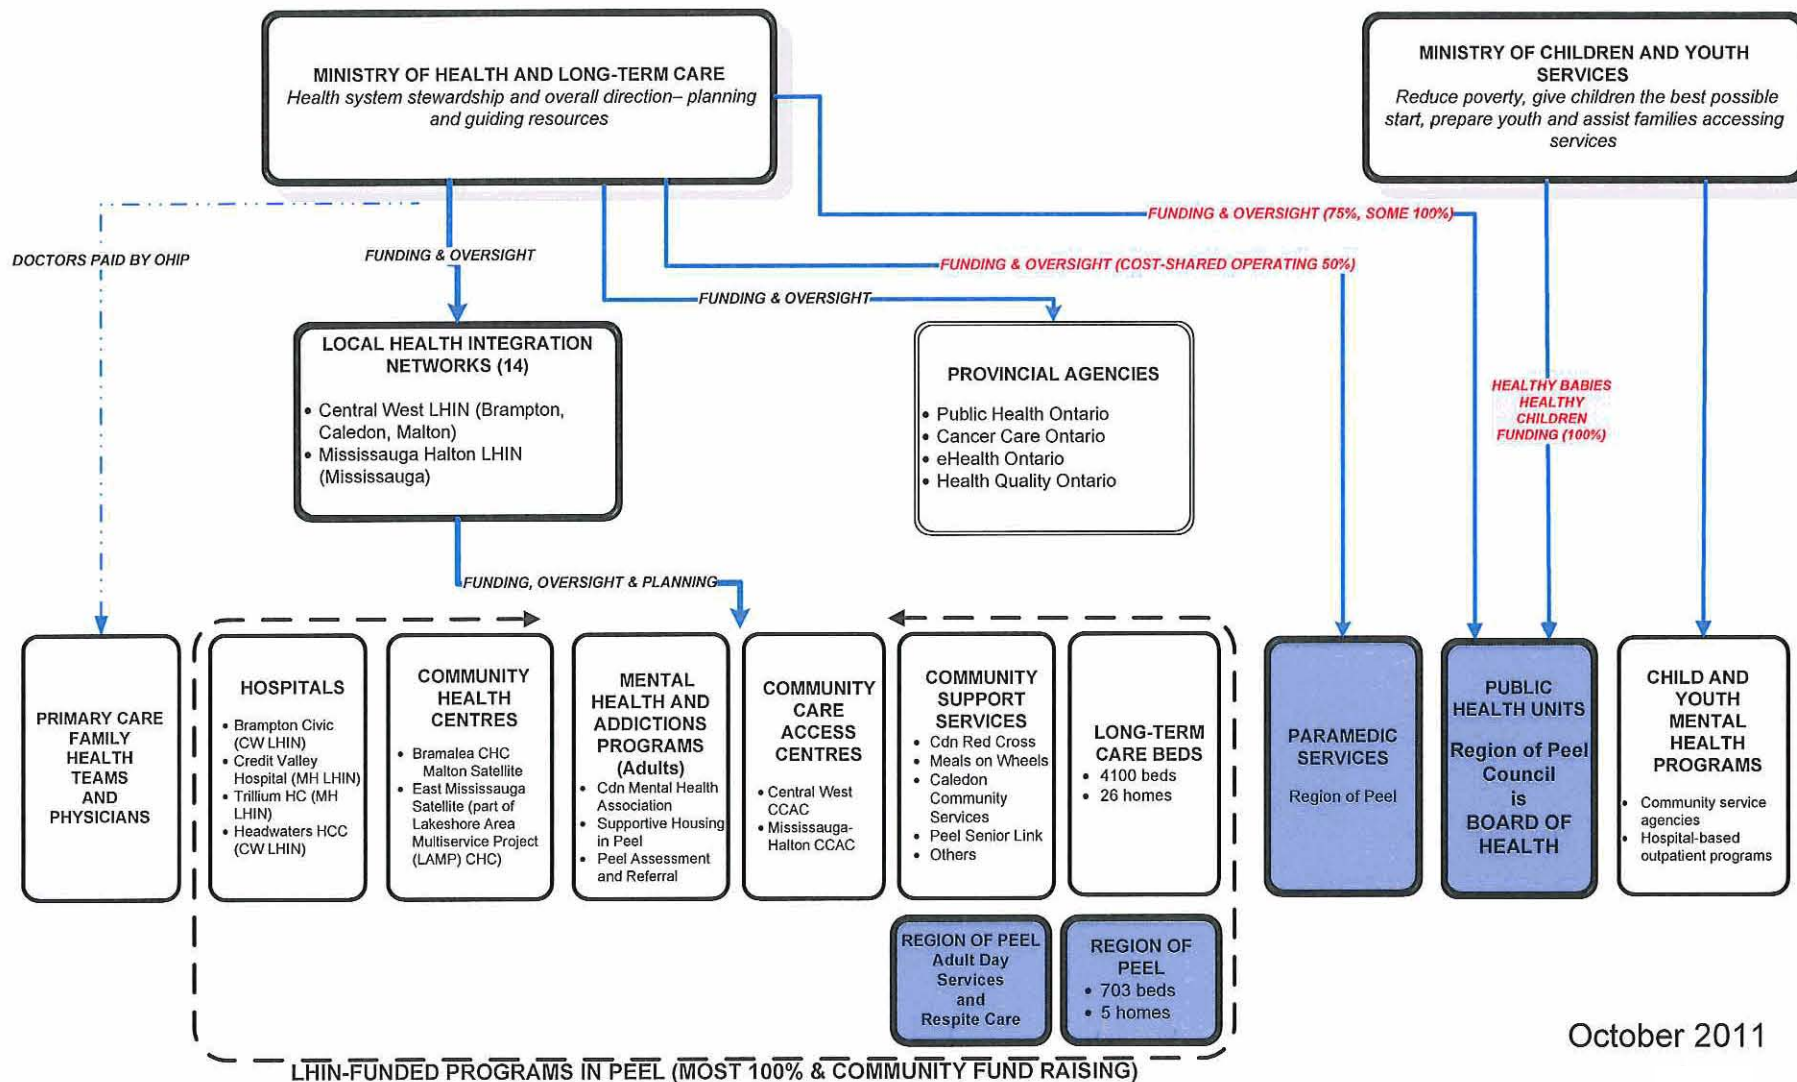 MINISTRY OF HEALTH AND LONG-TERM CARE
Health system stewardship and overall direction– planning
and guiding resources
MINISTRY OF CHILDREN AND YOUTH
SERVICES
Reduce poverty, give children the best possible
start, prepare youth and assist families accessing
services
FUNDING & OVERSIGHT (75%, SOME 100%)
DOCTORS PAID BY OHIP
FUNDING & OVERSIGHT
FUNDING & OVERSIGHT (COST-SHARED OPERATING 50%)
FUNDING & OVERSIGHT
LOCAL HEALTH INTEGRATION
NETWORKS (14)
• Central West LHIN (Brampton,
Caledon, Malton)
• Mississauga Halton LHIN
(Mississauga)
PROVINCIAL AGENCIES
• Public Health Ontario
• Cancer Care Ontario
• eHealth Ontario
• Health Quality Ontario
HEALTHY BABIES
HEALTHY
CHILDREN
FUNDING (100%)
FUNDING, OVERSIGHT & PLANNING
PRIMARY CARE
FAMILY
HEALTH
TEAMS
AND
PHYSICIANS
HOSPITALS
• Brampton Civic
(CW LHIN)
• Credit Valley
Hospital (MH LHIN)
• Trillium HC (MH
LHIN)
• Headwaters HCC
(CW LHIN)
COMMUNITY
HEALTH
CENTRES
• Bramalea CHC
Malton Satellite
• East Mississauga
Satellite (part of
Lakeshore Area
Multiservice Project
(LAMP) CHC)
MENTAL
HEALTH AND
ADDICTIONS
PROGRAMS
(Adults)
• Cdn Mental Health
Association
• Supportive Housing
in Peel
• Peel Assessment
and Referral
COMMUNITY
CARE
ACCESS
CENTRES
• Central West
CCAC
• Mississauga-
Halton CCAC
COMMUNITY
SUPPORT
SERVICES
• Cdn Red Cross
• Meals on Wheels
• Caledon
Community
Services
• Peel Senior Link
• Others
LONG-TERM
CARE BEDS
• 4100 beds
• 26 homes
PARAMEDIC
SERVICES
Region of Peel
PUBLIC
HEALTH UNITS
Region of Peel
Council
is
BOARD OF
HEALTH
CHILD AND
YOUTH
MENTAL
HEALTH
PROGRAMS
• Community service
agencies
• Hospital-based
outpatient programs
REGION OF PEEL
Adult Day
Services
and
Respite Care
REGION OF
PEEL
• 703 beds
• 5 homes
October 2011
LHIN-FUNDED PROGRAMS IN PEEL (MOST 100% & COMMUNITY FUND RAISING)